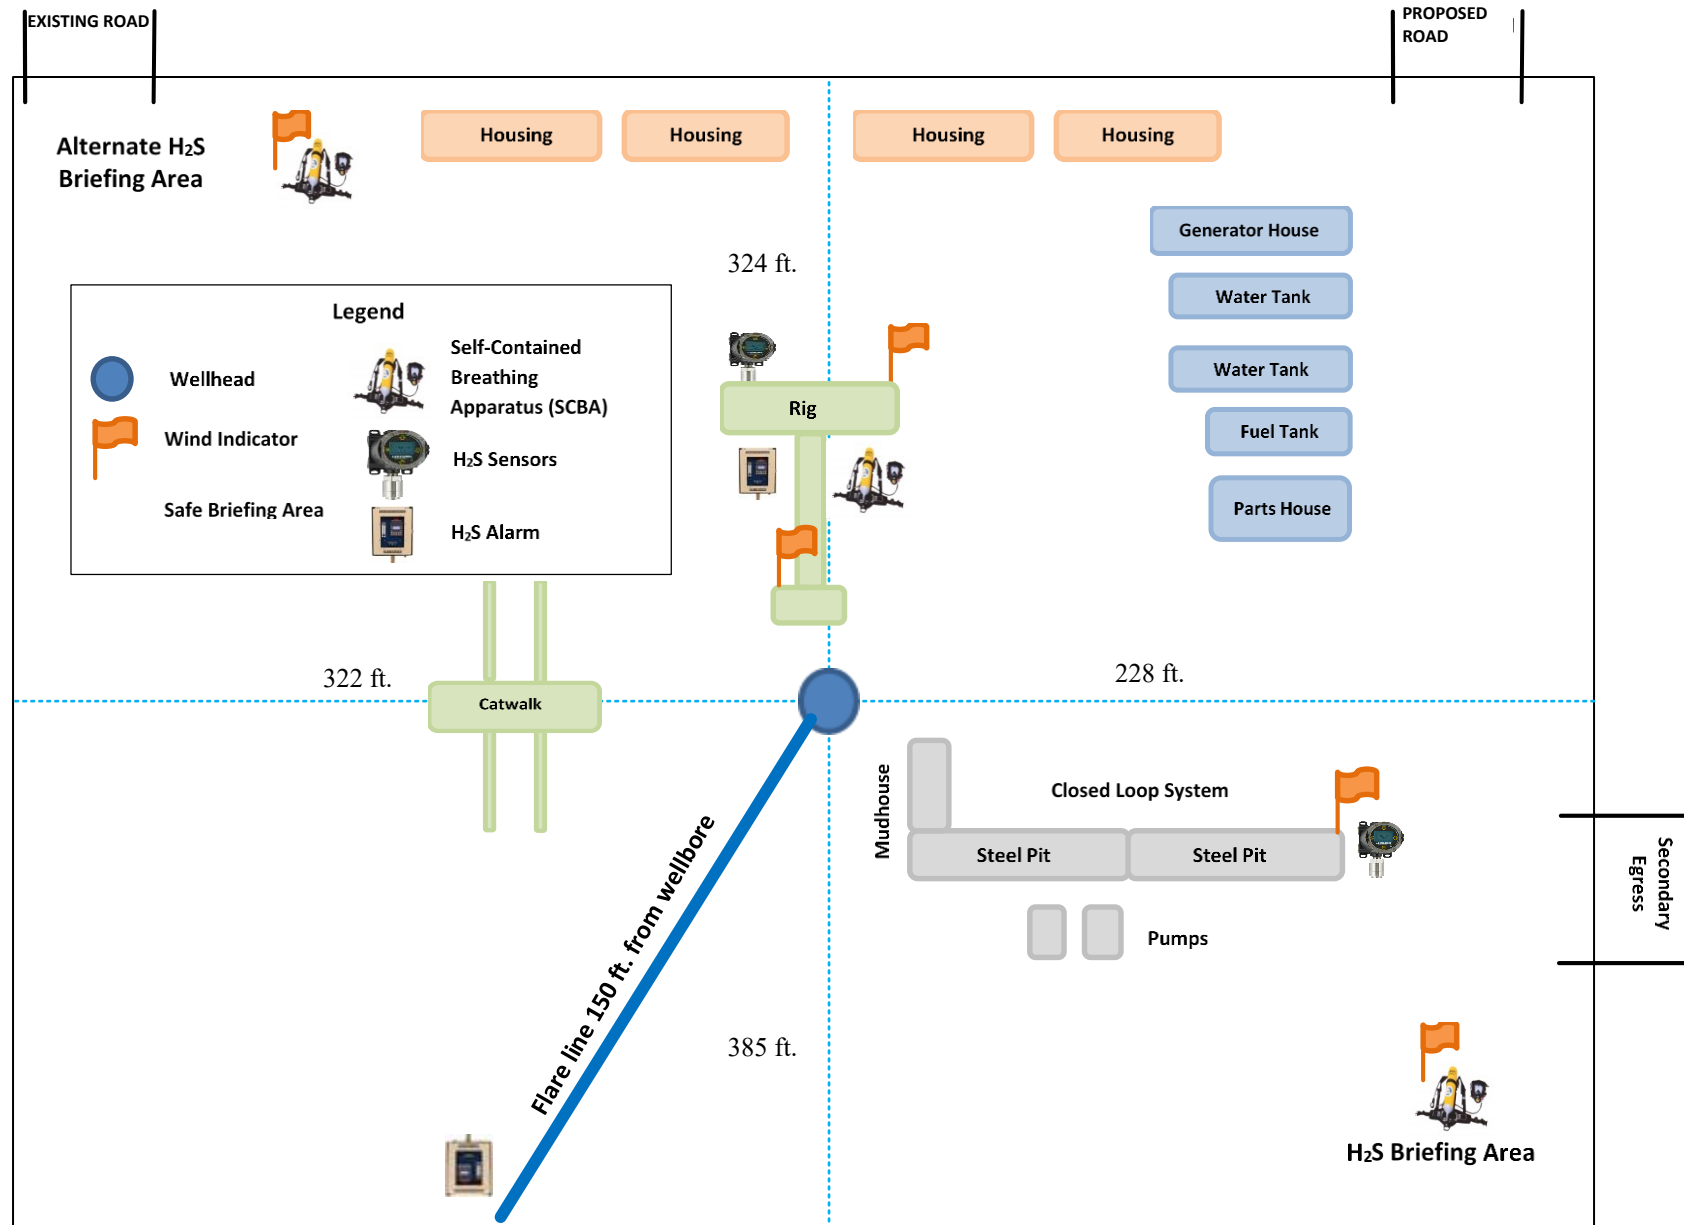 EXISTING ROAD
PROPOSED
ROAD
Alternate H2S
Briefing Area
Housing
Housing
Housing
Housing
Generator House
Water Tank
Water Tank
Fuel Tank
Parts House
324 ft.
Legend
Wellhead
Wind Indicator
Safe Briefing Area
Self-Contained
Breathing
Apparatus (SCBA)
H2S Sensors
H2S Alarm
Rig
322 ft.
228 ft.
Catwalk
Mudhouse
Closed Loop System
Steel Pit
Steel Pit
Pumps
Secondary
Egress
Flare line 150 ft. from wellbore
385 ft.
H2S Briefing Area